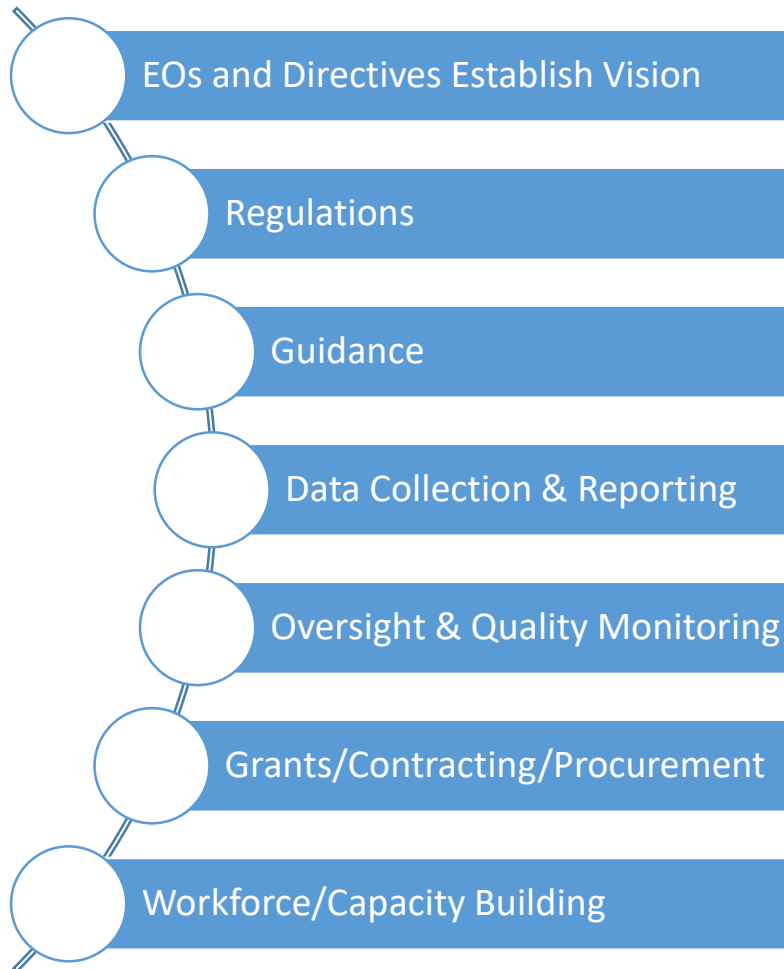 EOs and Directives Establish Vision
Regulations
Guidance
Data Collection & Reporting
Oversight & Quality Monitoring
Grants/Contracting/Procurement
Workforce/Capacity Building